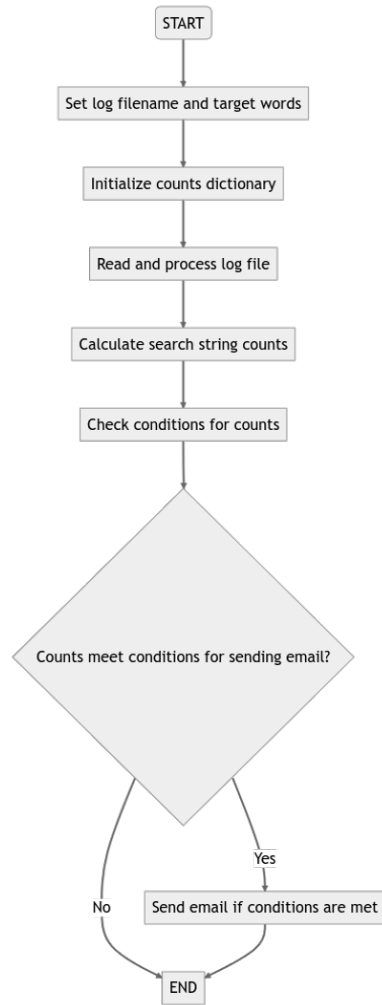 START
Set log filename and target words
Initialize counts dictionary
Read and process log file
Calculate search string counts
Check conditions for counts
Counts meet conditions for sending email?
Yes
No
Send email if conditions are met
END